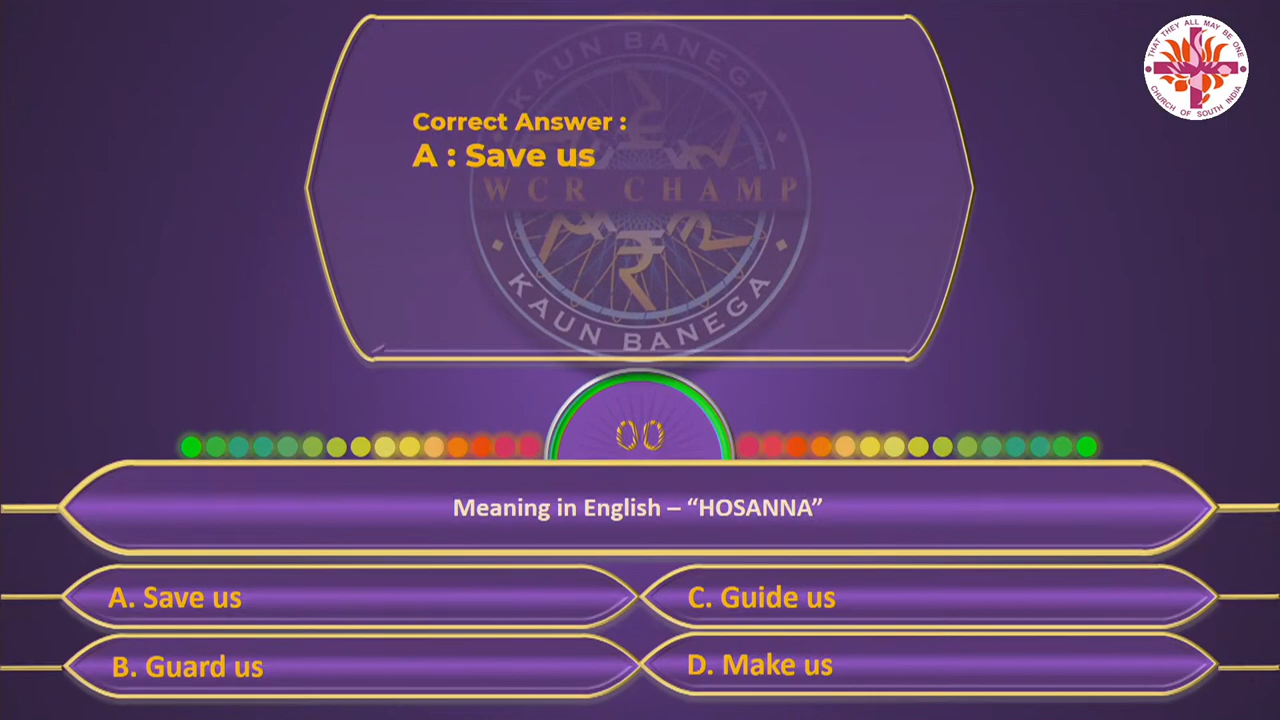 THAT THEY ALL MAY BE ONE
CHURCH OF SOUTH INDIA
KAUN BANEGA
Correct Answer :
A : Save us
WCR CHAMP
₹
KAUN BANEGA
00
Meaning in English – “HOSANNA”
A. Save us
C. Guide us
B. Guard us
D. Make us